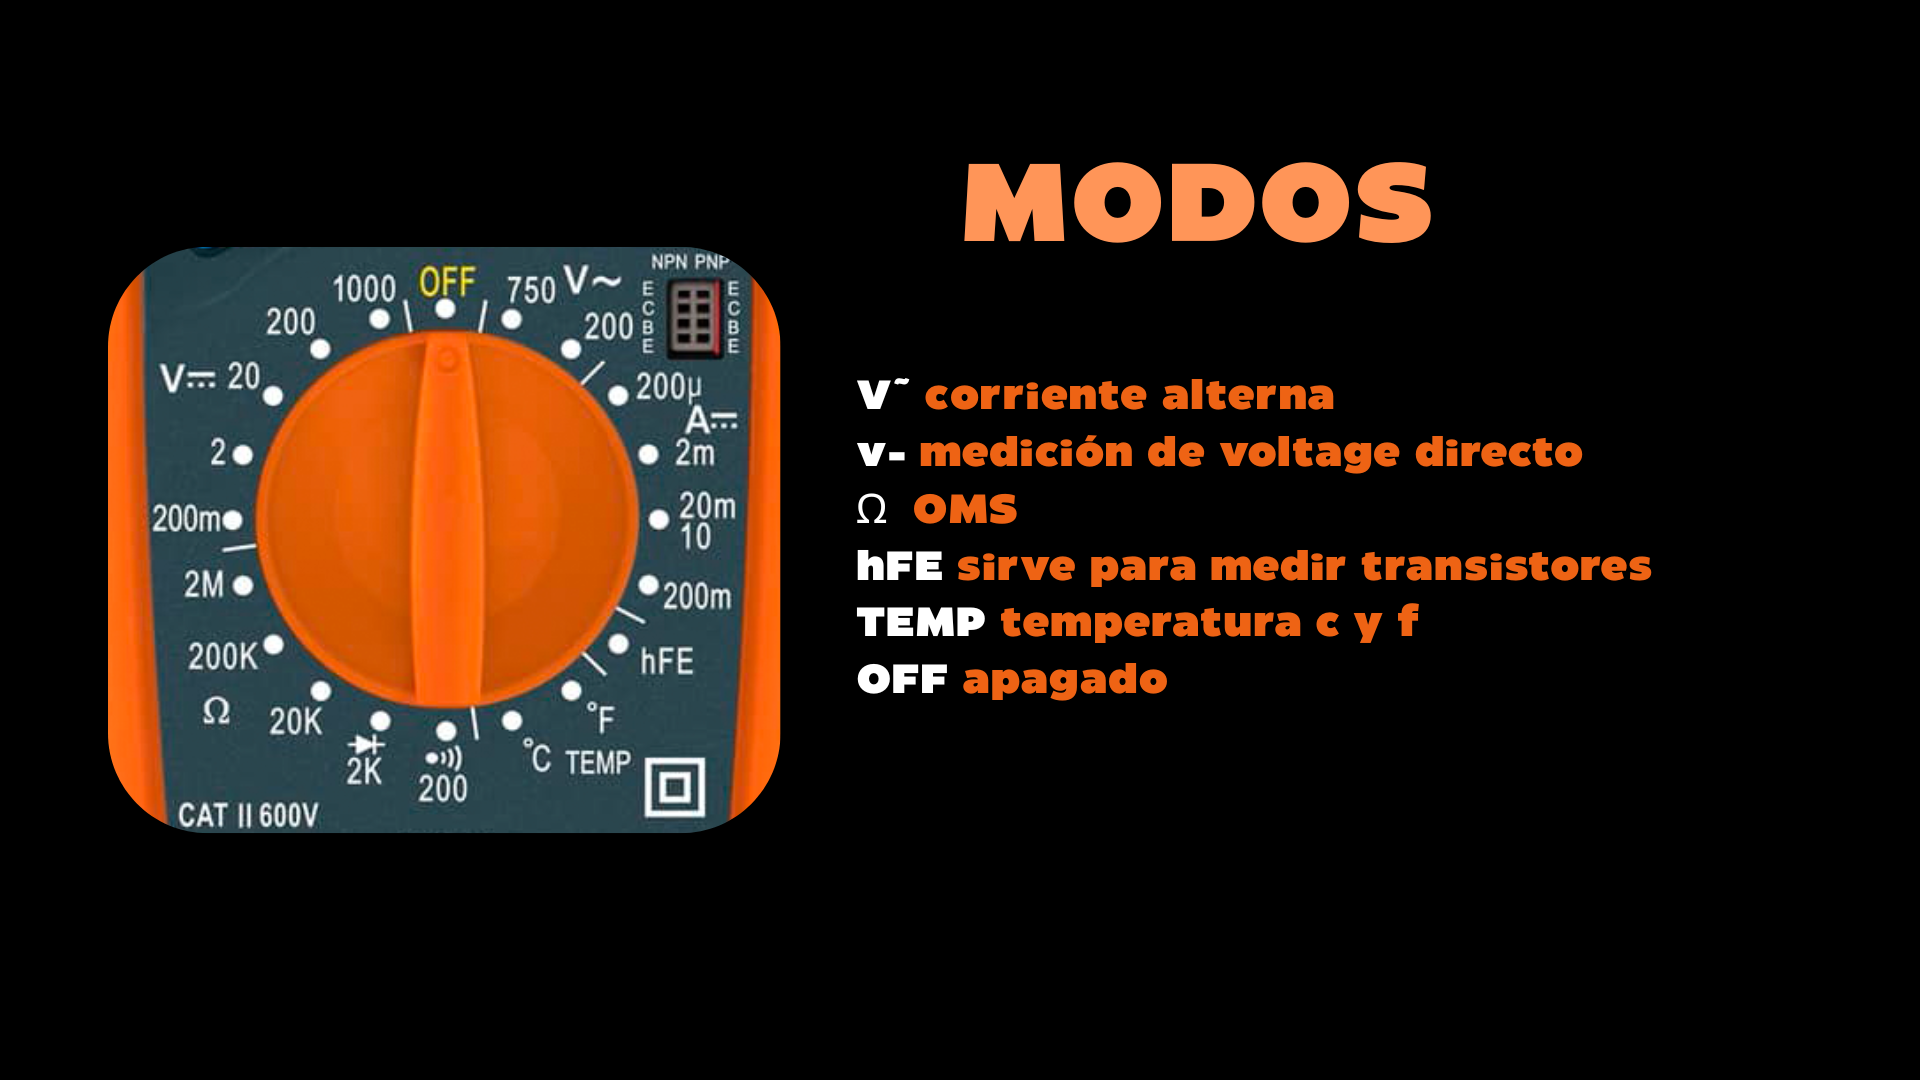 MODOS
V~ corriente alterna
v- medición de voltage directo
Ω OMS
hFE sirve para medir transistores
TEMP temperatura c y f
OFF apagado
OFF
1000
750 V~
NPN PNP
200
200
E E
C C
B B
E E
V⎓ 20
200µ
A⎓
2
2m
200m
20m
10
2M
200m
200K
hFE
Ω
20K
°F
2K
200
°C TEMP
CAT II 600V